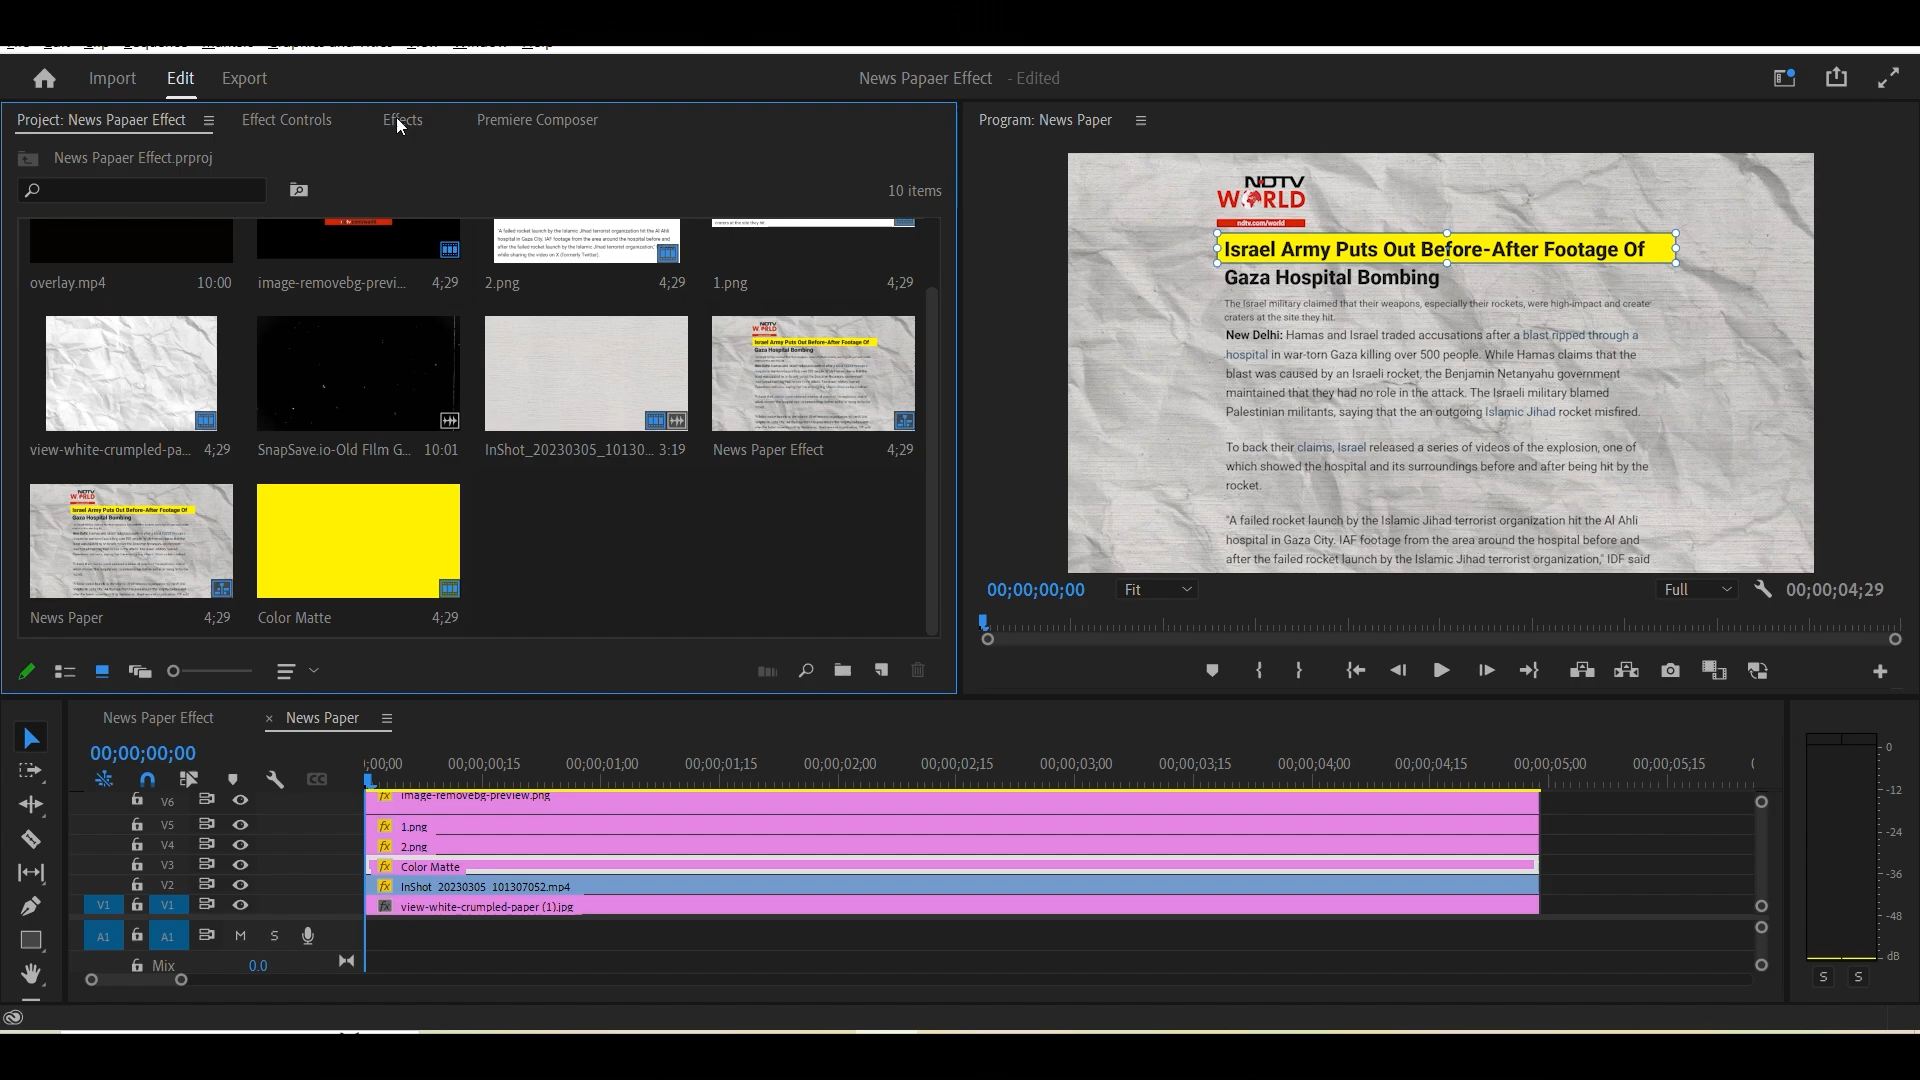 Import
Edit
Export
News Papaer Effect - Edited
Project: News Papaer Effect
Effect Controls
Effects
Premiere Composer
News Papaer Effect.prproj
10 items
overlay.mp4 10:00
image-removebg-previ... 4;29
2.png 4;29
1.png 4;29
view-white-crumpled-pa... 4;29
SnapSave.io-Old FIlm G... 10:01
InShot_20230305_10130... 3:19
News Paper Effect 4;29
News Paper 4;29
Color Matte 4;29
Program: News Paper
NDTV
WORLD
ndtv.com/world
Israel Army Puts Out Before-After Footage Of
Gaza Hospital Bombing
The Israel military claimed that their weapons, especially their rockets, were high-impact and create
craters at the site they hit.
New Delhi: Hamas and Israel traded accusations after a blast ripped through a
hospital in war-torn Gaza killing over 500 people. While Hamas claims that the
blast was caused by an Israeli rocket, the Benjamin Netanyahu government
maintained that they had no role in the attack. The Israeli military blamed
Palestinian militants, saying that the an outgoing Islamic Jihad rocket misfired.
To back their claims, Israel released a series of videos of the explosion, one of
which showed the hospital and its surroundings before and after being hit by the
rocket.
"A failed rocket launch by the Islamic Jihad terrorist organization hit the Al Ahli
hospital in Gaza City. IAF footage from the area around the hospital before and
after the failed rocket launch by the Islamic Jihad terrorist organization," IDF said
00;00;00;00
Fit
Full
00;00;04;29
News Paper Effect
× News Paper
00;00;00;00
;00;00 00;00;00;15 00;00;01;00 00;00;01;15 00;00;02;00 00;00;02;15 00;00;03;00 00;00;03;15 00;00;04;00 00;00;04;15 00;00;05;00 00;00;05;15
V6 fx image-removebg-preview.png
V5 fx 1.png
V4 fx 2.png
V3 fx Color Matte
V2 fx InShot_20230305_101307052.mp4
V1 V1 fx view-white-crumpled-paper (1).jpg
A1 A1 M S
Mix 0.0
0
-12
-24
-36
-48
dB
S S